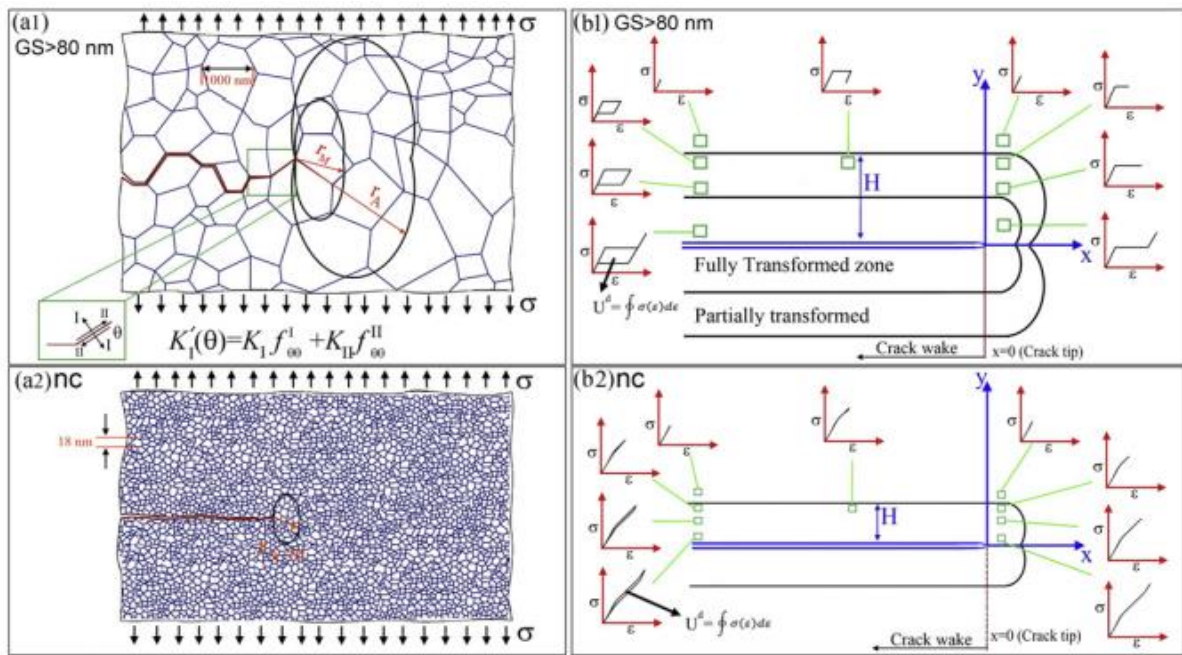 (a1)
GS>80 nm
σ
1000 nm
r_M
r_A
I
II
θ
II
I
σ
K'_I(θ)=K_I f^I_θθ +K_II f^II_θθ
(b1) GS>80 nm
σ
ε
σ
ε
σ
ε
σ
ε
σ
ε
σ
ε
σ
ε
σ
ε
σ
ε
y
H
x
Fully Transformed zone
U^d=∮ σ(ε)dε
Partially transformed
Crack wake
x=0 (Crack tip)
(a2) nc
σ
18 nm
σ
(b2) nc
σ
ε
σ
ε
σ
ε
σ
ε
σ
ε
σ
ε
σ
ε
σ
ε
σ
ε
y
H
x
U^d=∮ σ(ε)dε
Crack wake
x=0 (Crack tip)